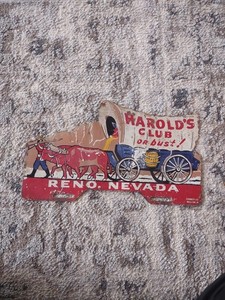 HAROLD'S
CLUB
or bust!
RENO, NEVADA